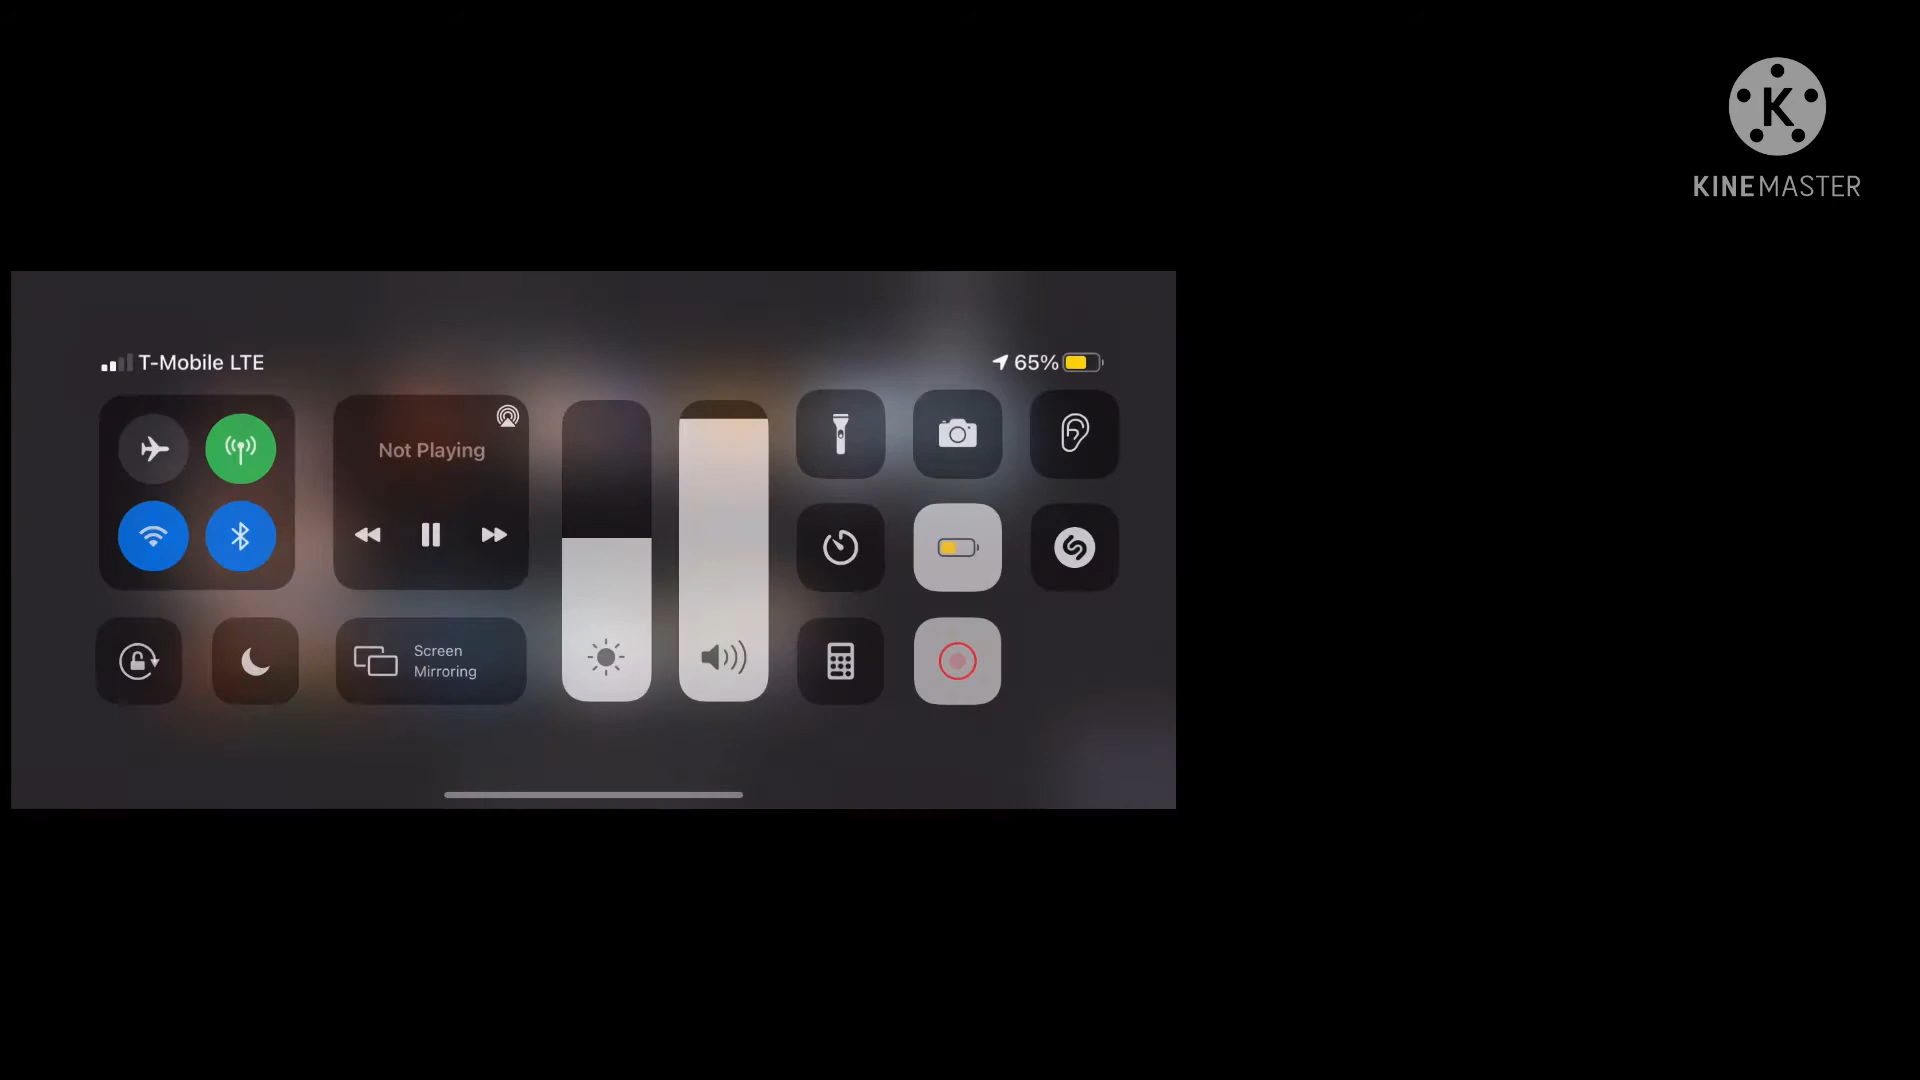 K
KINEMASTER
T-Mobile LTE
65%
Not Playing
Screen
Mirroring